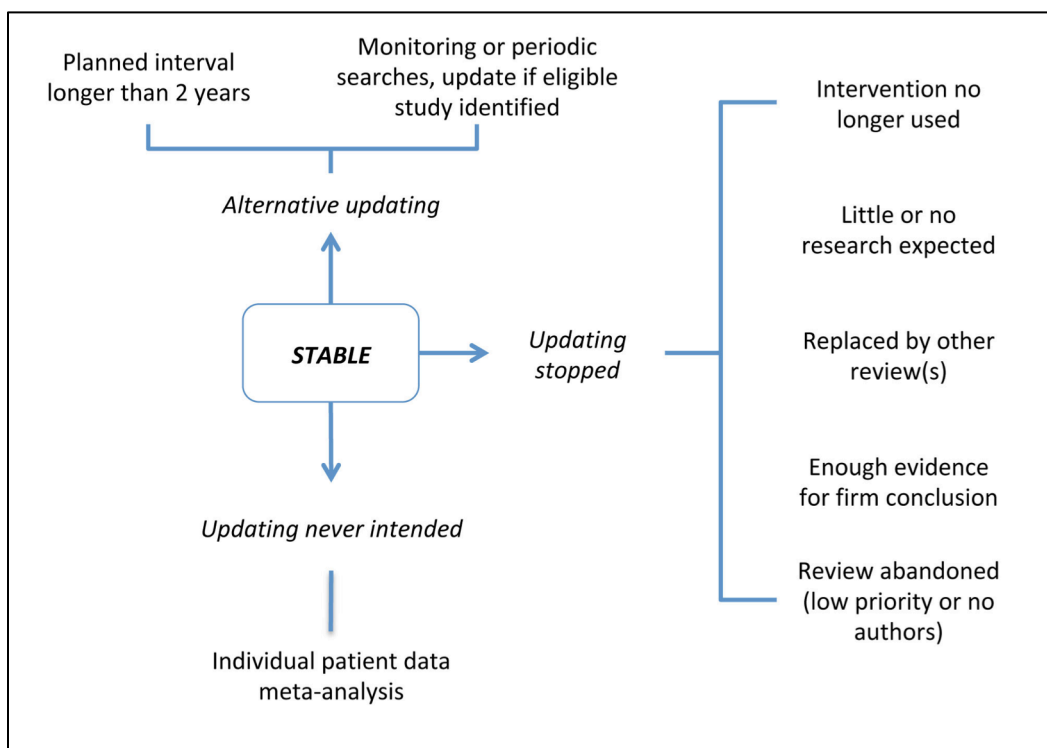 Planned interval
longer than 2 years
Monitoring or periodic
searches, update if eligible
study identified
Alternative updating
STABLE
Updating
stopped
Updating never intended
Individual patient data
meta-analysis
Intervention no
longer used
Little or no
research expected
Replaced by other
review(s)
Enough evidence
for firm conclusion
Review abandoned
(low priority or no
authors)